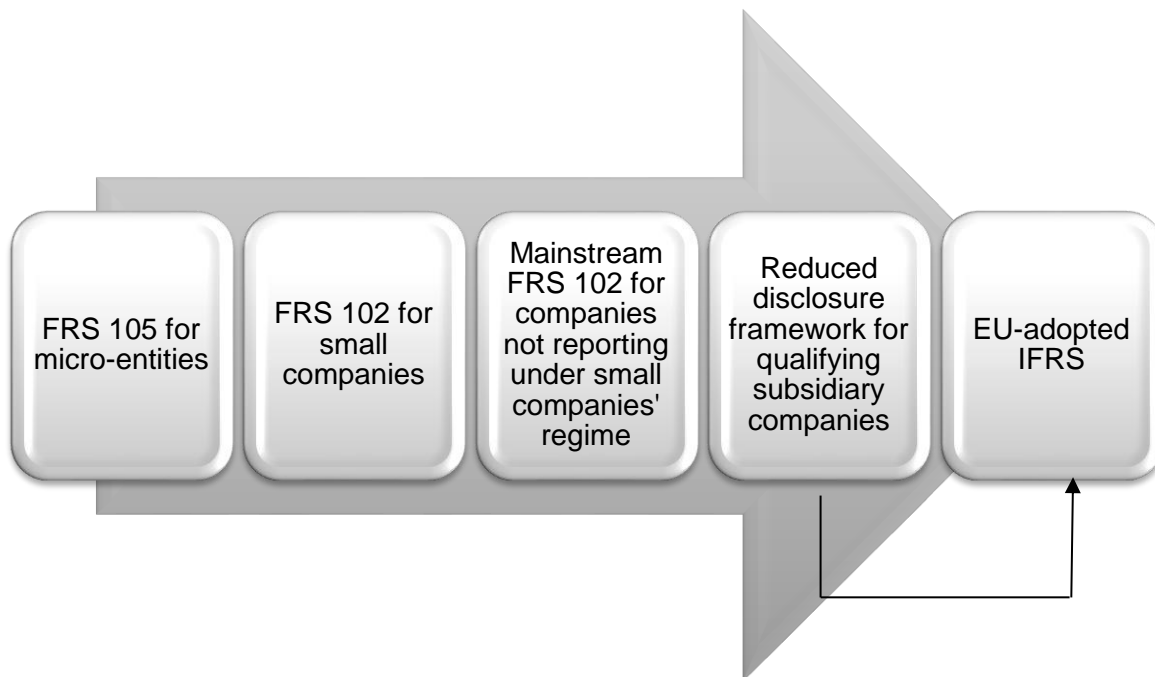 FRS 105 for
micro-entities
FRS 102 for
small
companies
Mainstream
FRS 102 for
companies
not reporting
under small
companies'
regime
Reduced
disclosure
framework for
qualifying
subsidiary
companies
EU-adopted
IFRS